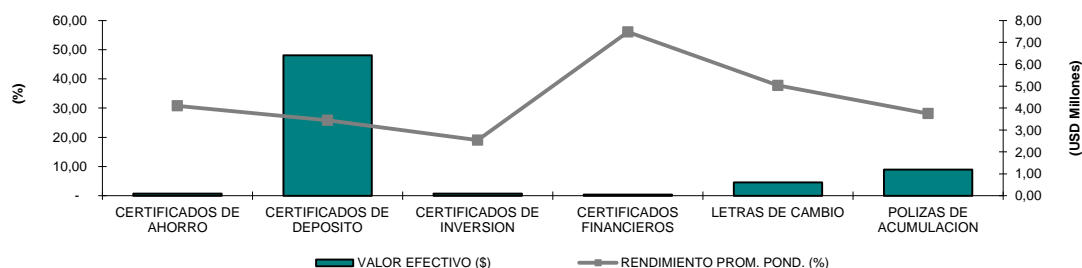 60,00
50,00
40,00
30,00
20,00
10,00
-
(%)
8,00
7,00
6,00
5,00
4,00
3,00
2,00
1,00
0,00
(USD Millones)
CERTIFICADOS DE AHORRO
CERTIFICADOS DE DEPOSITO
CERTIFICADOS DE INVERSION
CERTIFICADOS FINANCIEROS
LETRAS DE CAMBIO
POLIZAS DE ACUMULACION
VALOR EFECTIVO ($)
RENDIMIENTO PROM. POND. (%)